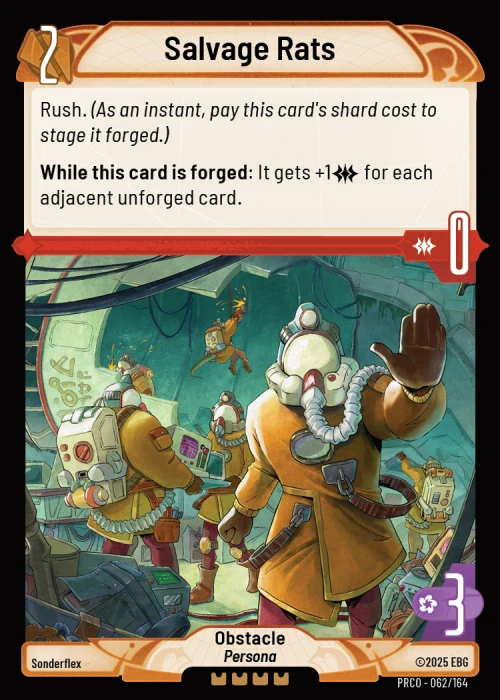 2
Salvage Rats
Rush. (As an instant, pay this card's shard cost to
stage it forged.)
While this card is forged: It gets +1 for each
adjacent unforged card.
0
3
Obstacle
Persona
Sonderflex
©2025 EBG
PRCO - 062/164